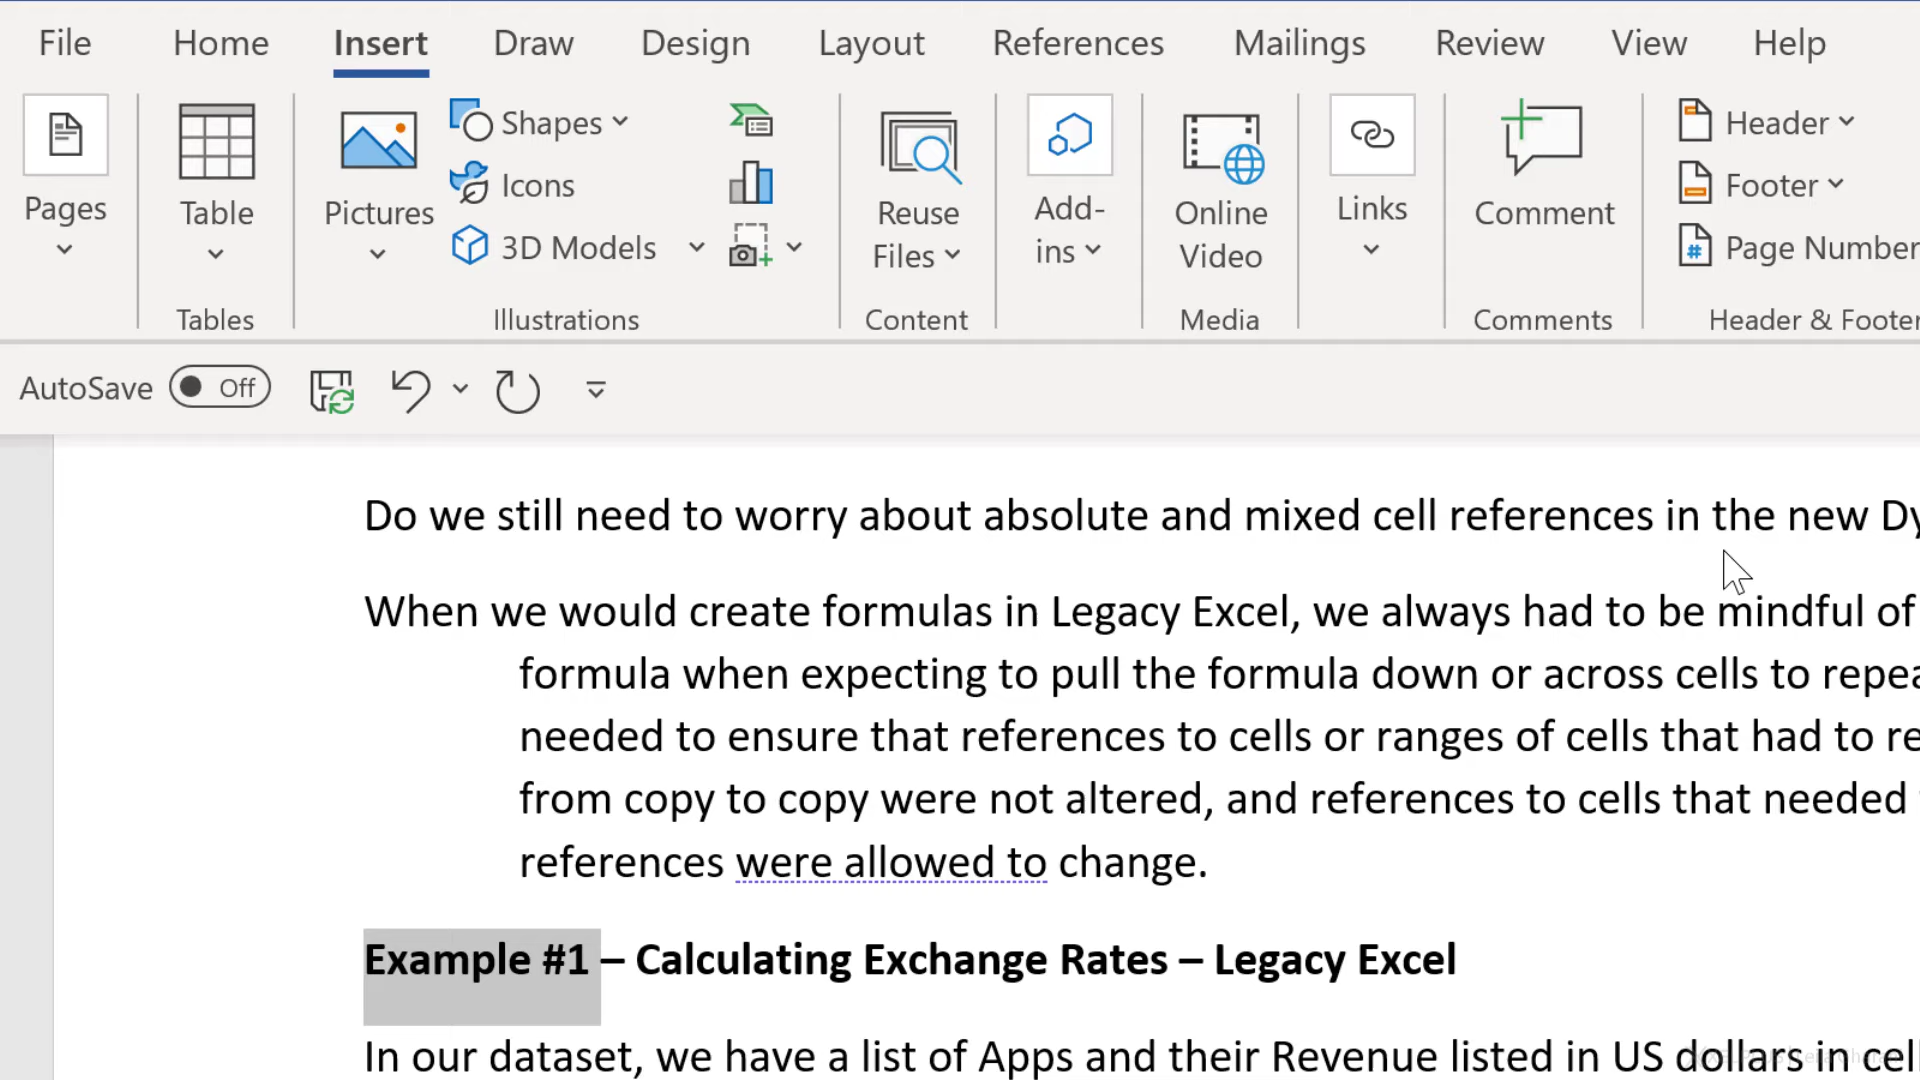 File Home Insert Draw Design Layout References Mailings Review View Help
Pages
Table
Pictures
Shapes
Icons
3D Models
Reuse
Files
Add-
ins
Online
Video
Links
Comment
Header
Footer
Page Number
Tables Illustrations Content Media Comments Header & Footer
AutoSave Off
Do we still need to worry about absolute and mixed cell references in the new Dy
When we would create formulas in Legacy Excel, we always had to be mindful of
formula when expecting to pull the formula down or across cells to repea
needed to ensure that references to cells or ranges of cells that had to re
from copy to copy were not altered, and references to cells that needed
references were allowed to change.
Example #1 – Calculating Exchange Rates – Legacy Excel
In our dataset, we have a list of Apps and their Revenue listed in US dollars in cel